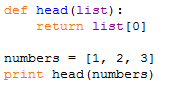 def head(list):
    return list[0]

numbers = [1, 2, 3]
print head(numbers)